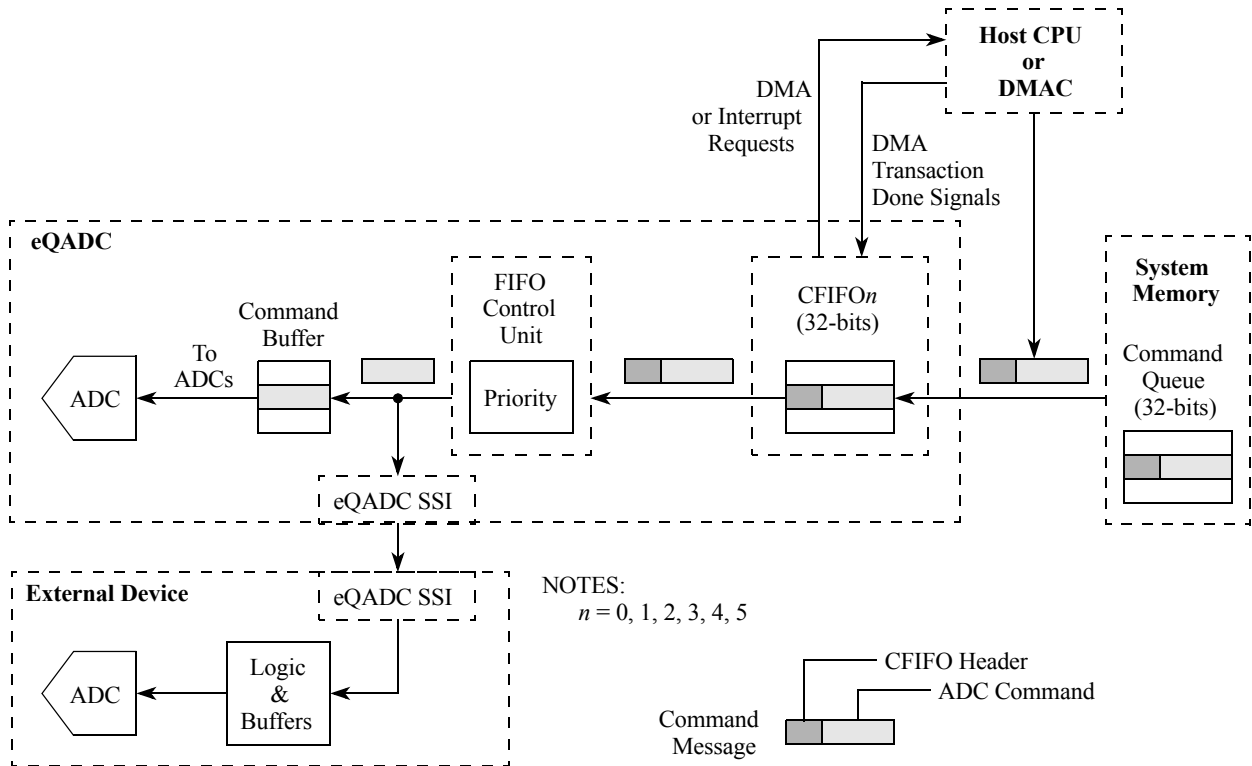 Host CPU
or
DMAC
DMA
or Interrupt
Requests
DMA
Transaction
Done Signals
eQADC
FIFO
Control
Unit
Priority
Command
Buffer
To
ADCs
ADC
CFIFOn
(32-bits)
System
Memory
Command
Queue
(32-bits)
eQADC SSI
External Device
eQADC SSI
ADC
Logic
&
Buffers
NOTES:
n = 0, 1, 2, 3, 4, 5
CFIFO Header
ADC Command
Command
Message